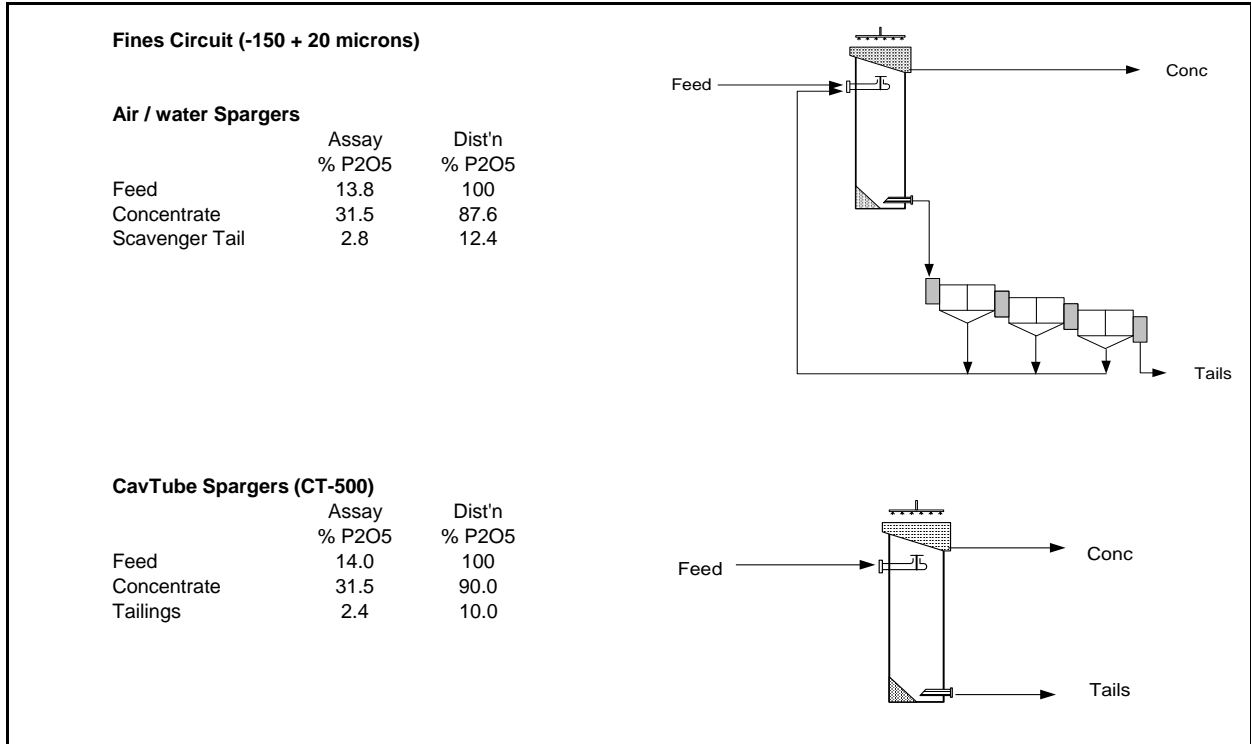 Fines Circuit (-150 + 20 microns)
Air / water Spargers
Assay Dist'n
% P2O5 % P2O5
Feed 13.8 100
Concentrate 31.5 87.6
Scavenger Tail 2.8 12.4
Feed
Conc
Tails
CavTube Spargers (CT-500)
Assay Dist'n
% P2O5 % P2O5
Feed 14.0 100
Concentrate 31.5 90.0
Tailings 2.4 10.0
Feed
Conc
Tails